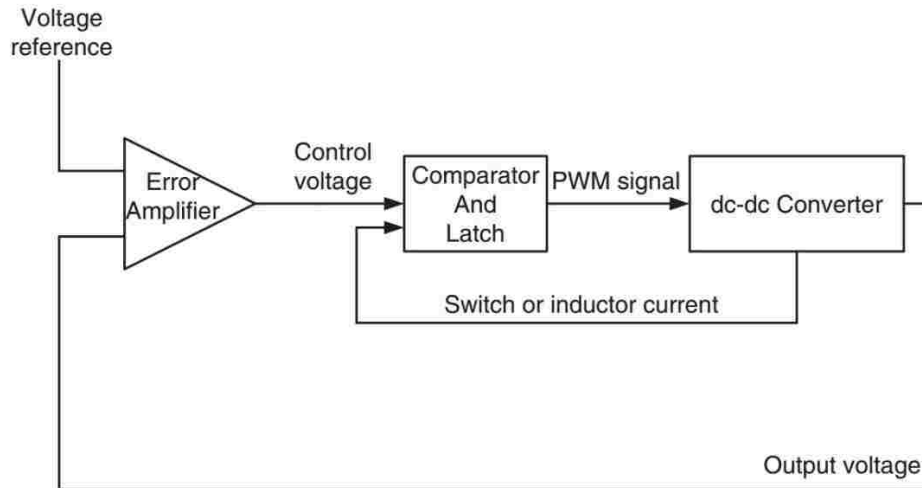 Voltage
reference
Error
Amplifier
Control
voltage
Comparator
And
Latch
PWM signal
dc-dc Converter
Switch or inductor current
Output voltage